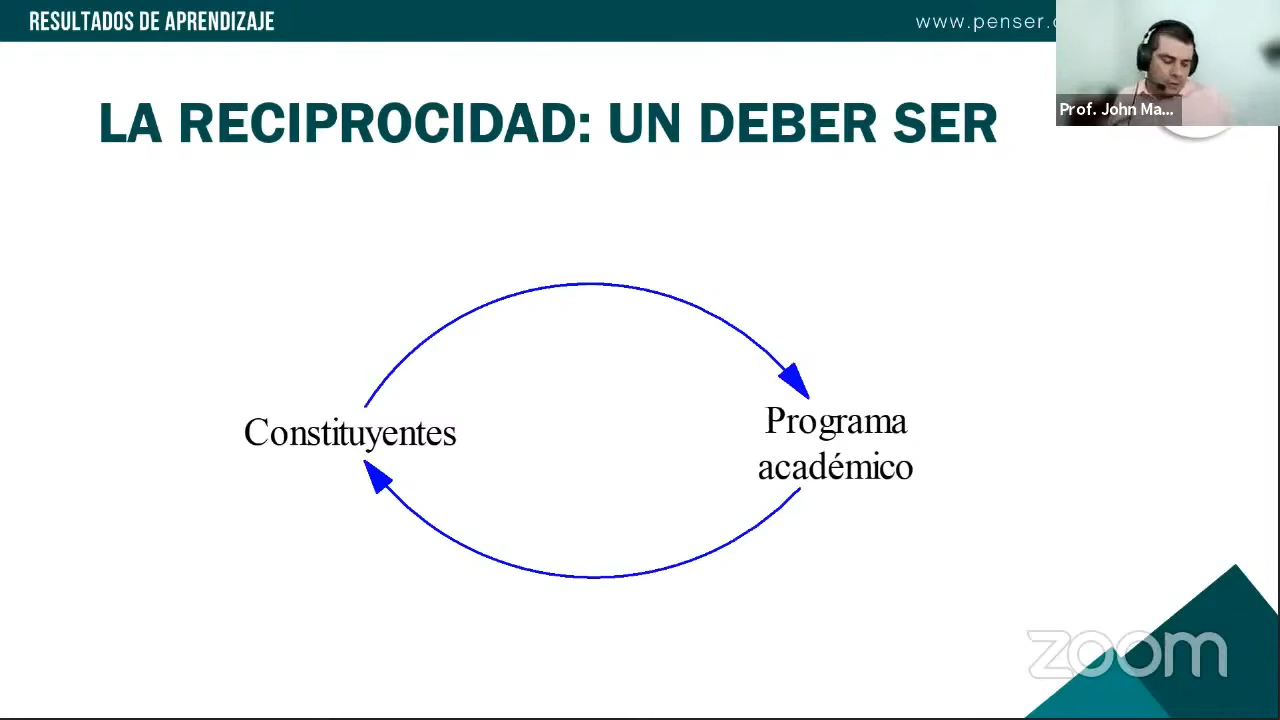 RESULTADOS DE APRENDIZAJE
www.penser.
Prof. John Ma...
LA RECIPROCIDAD: UN DEBER SER
Constituyentes
Programa
académico
zoom